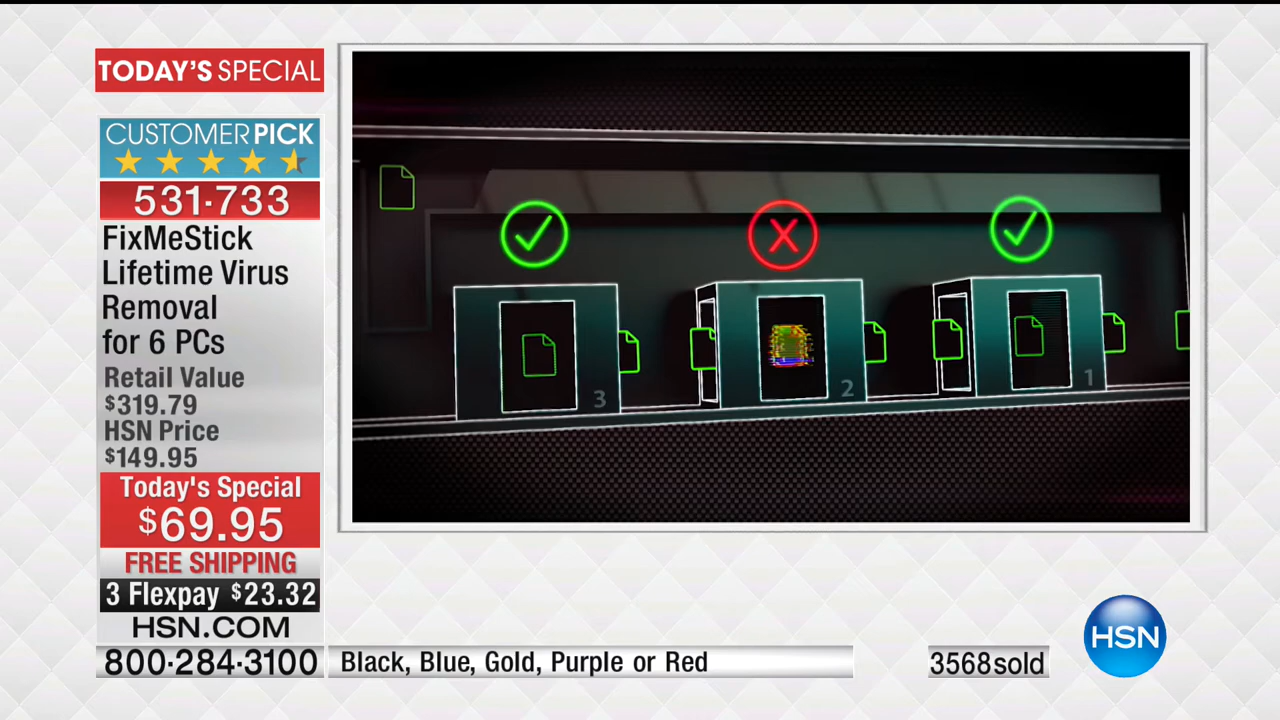 TODAY'S SPECIAL
CUSTOMER PICK
531·733
FixMeStick
Lifetime Virus
Removal
for 6 PCs
Retail Value
$319.79
HSN Price
$149.95
Today's Special
$69.95
FREE SHIPPING
3 Flexpay $23.32
HSN.COM
800·284·3100
3
2
1
Black, Blue, Gold, Purple or Red
3568sold
HSN